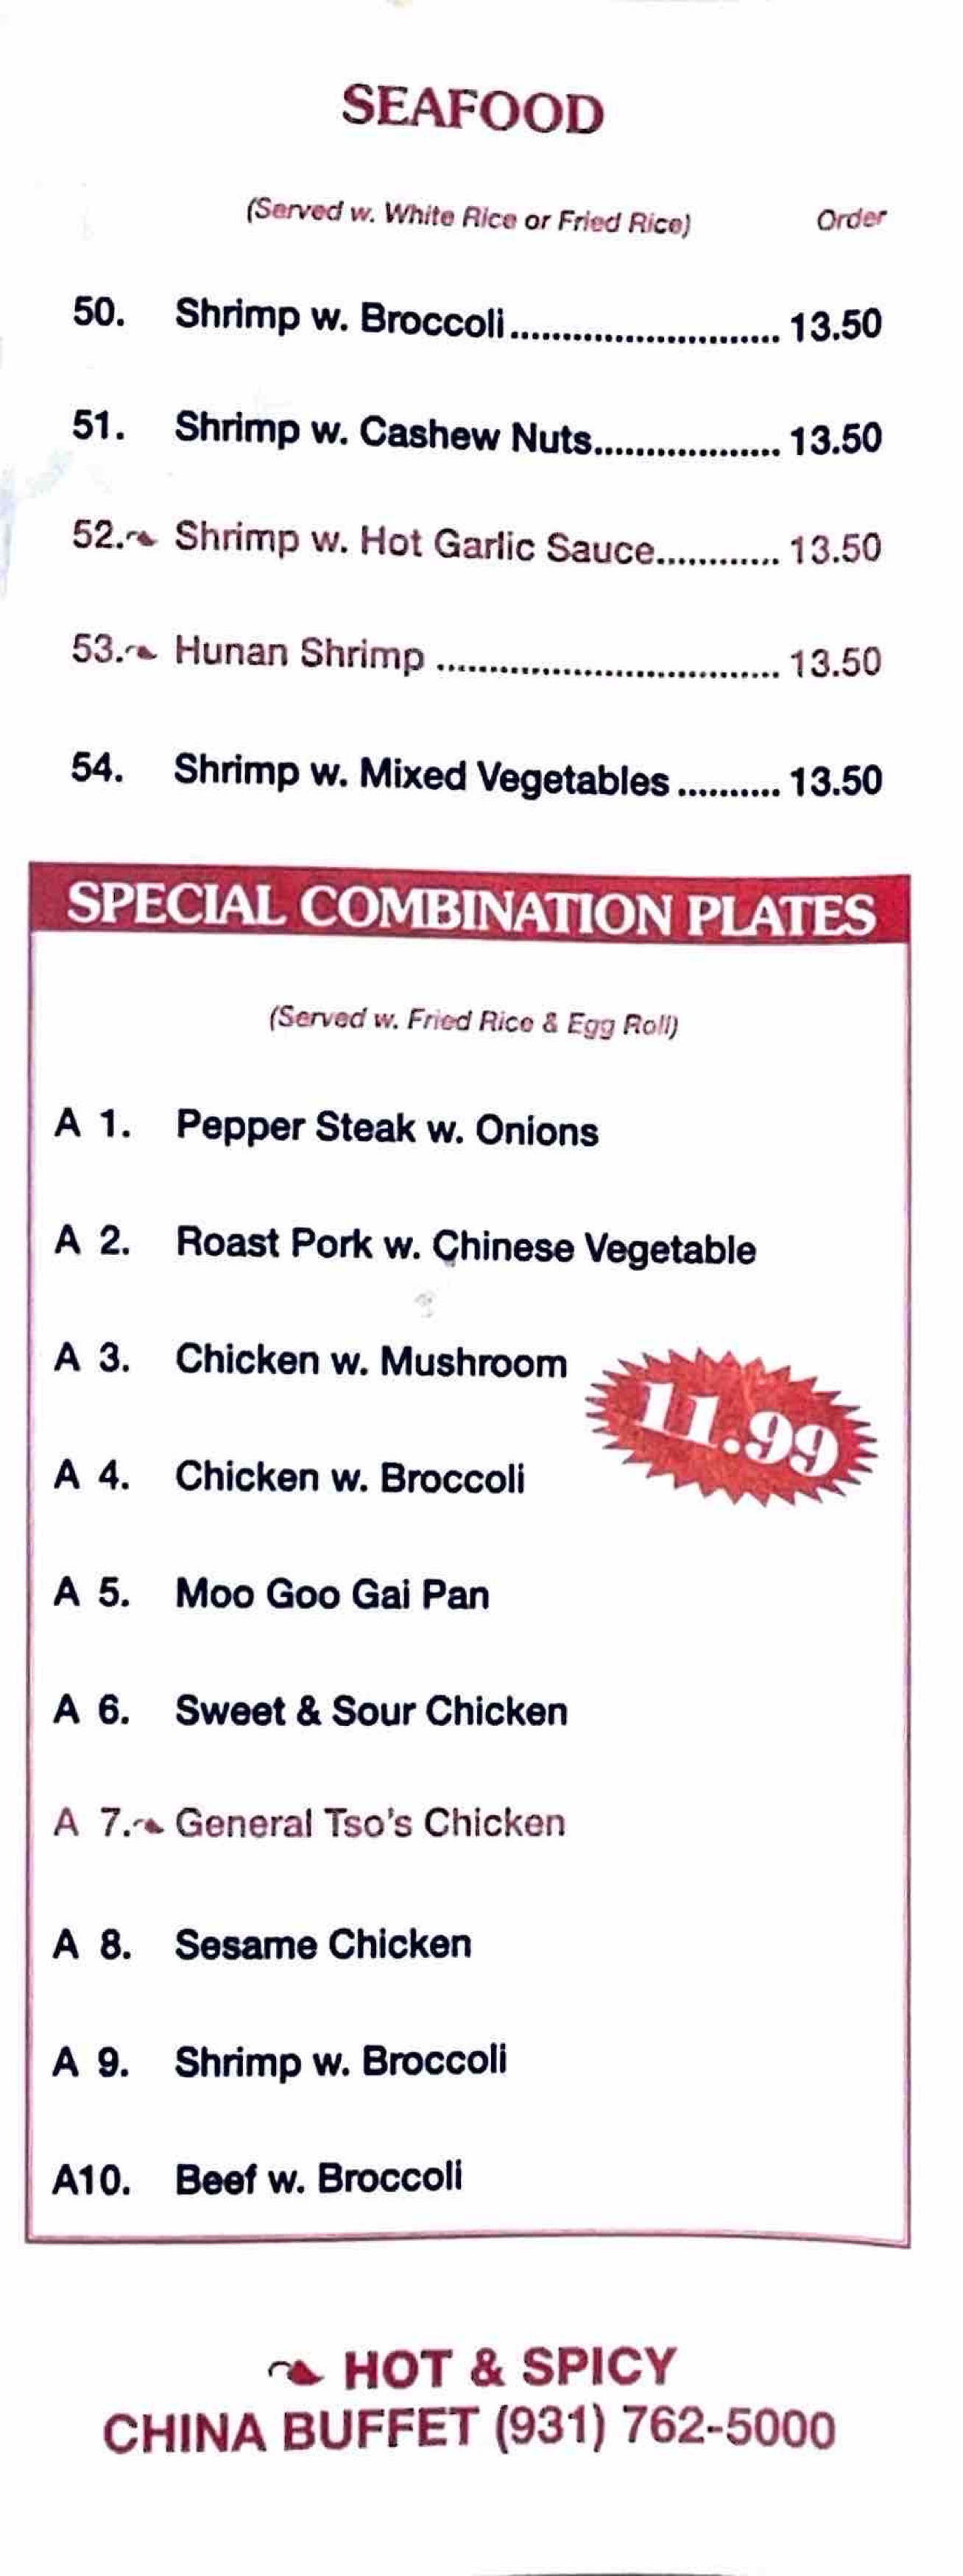 SEAFOOD
(Served w. White Rice or Fried Rice) Order
50. Shrimp w. Broccoli.......................... 13.50
51. Shrimp w. Cashew Nuts.................. 13.50
52. Shrimp w. Hot Garlic Sauce............ 13.50
53. Hunan Shrimp ................................. 13.50
54. Shrimp w. Mixed Vegetables .......... 13.50
SPECIAL COMBINATION PLATES
(Served w. Fried Rice & Egg Roll)
A 1. Pepper Steak w. Onions
A 2. Roast Pork w. Chinese Vegetable
A 3. Chicken w. Mushroom
11.99
A 4. Chicken w. Broccoli
A 5. Moo Goo Gai Pan
A 6. Sweet & Sour Chicken
A 7. General Tso's Chicken
A 8. Sesame Chicken
A 9. Shrimp w. Broccoli
A10. Beef w. Broccoli
HOT & SPICY
CHINA BUFFET (931) 762-5000